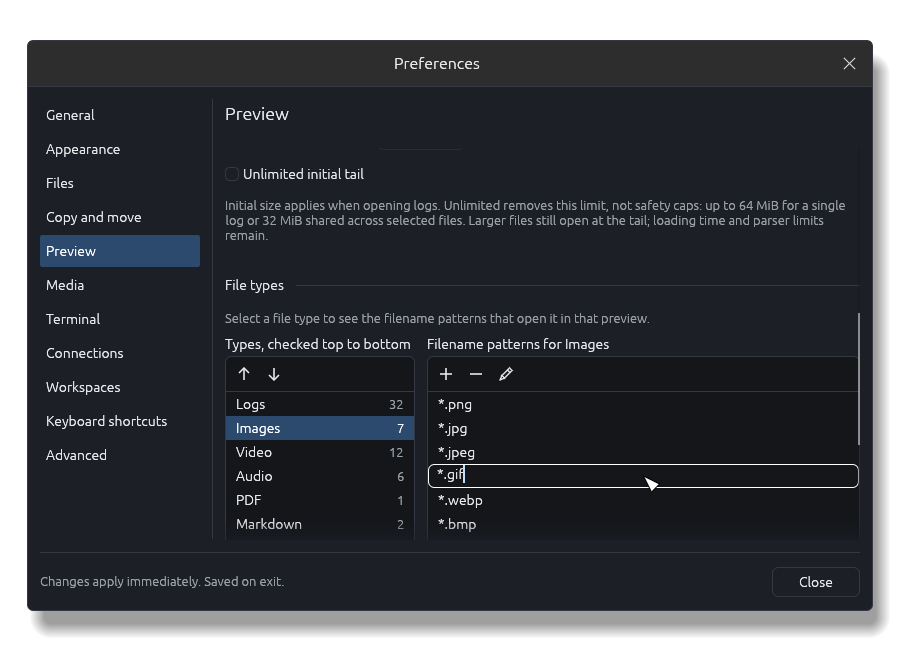 Preferences
General
Appearance
Files
Copy and move
Preview
Media
Terminal
Connections
Workspaces
Keyboard shortcuts
Advanced
Preview
Unlimited initial tail
Initial size applies when opening logs. Unlimited removes this limit, not safety caps: up to 64 MiB for a single
log or 32 MiB shared across selected files. Larger files still open at the tail; loading time and parser limits
remain.
File types
Select a file type to see the filename patterns that open it in that preview.
Types, checked top to bottom
Logs 32
Images 7
Video 12
Audio 6
PDF 1
Markdown 2
Filename patterns for Images
*.png
*.jpg
*.jpeg
*.gif
*.webp
*.bmp
Changes apply immediately. Saved on exit.
Close